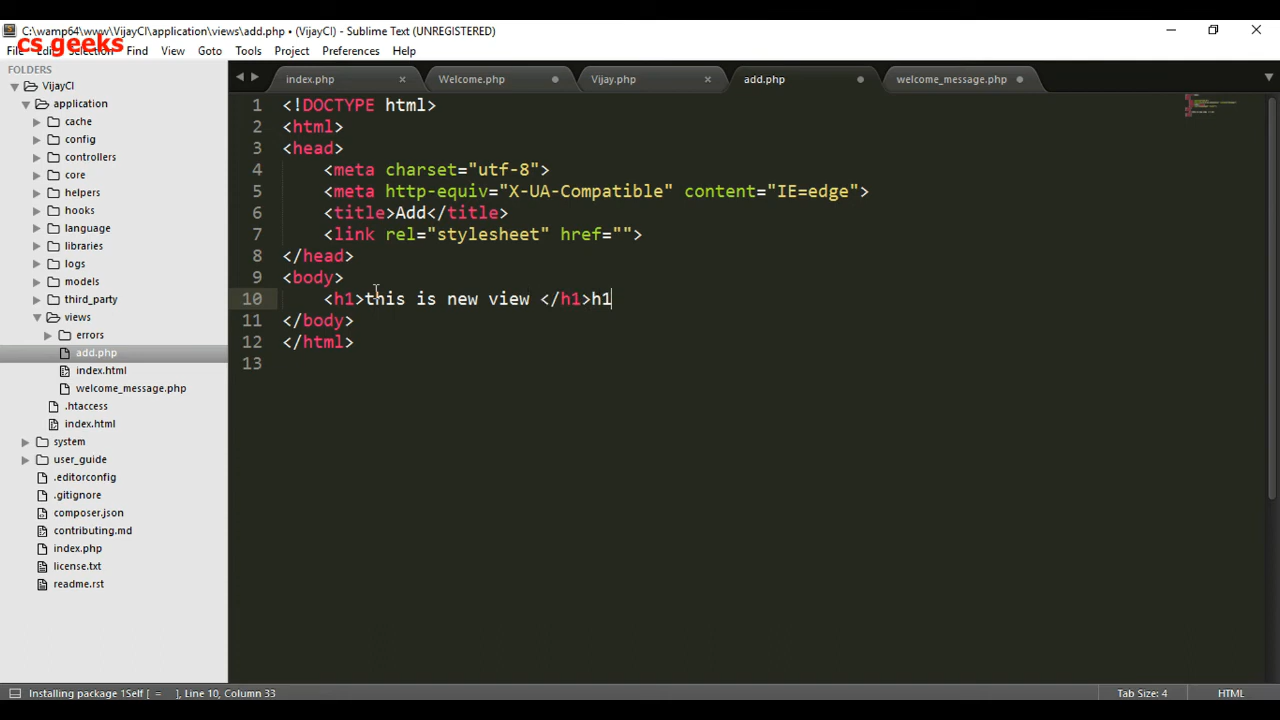 C:\wamp64\www\VijayCI\application\views\add.php • (VijayCI) - Sublime Text (UNREGISTERED)
cs geeks
File Edit Selection Find View Goto Tools Project Preferences Help
FOLDERS
VijayCI
application
cache
config
controllers
core
helpers
hooks
language
libraries
logs
models
third_party
views
errors
add.php
index.html
welcome_message.php
.htaccess
index.html
system
user_guide
.editorconfig
.gitignore
composer.json
contributing.md
index.php
license.txt
readme.rst
index.php Welcome.php Vijay.php add.php welcome_message.php
1 <!DOCTYPE html>
2 <html>
3 <head>
4 <meta charset="utf-8">
5 <meta http-equiv="X-UA-Compatible" content="IE=edge">
6 <title>Add</title>
7 <link rel="stylesheet" href="">
8 </head>
9 <body>
10 <h1>this is new view </h1>h1
11 </body>
12 </html>
13
Installing package 1Self [ = ], Line 10, Column 33
Tab Size: 4
HTML